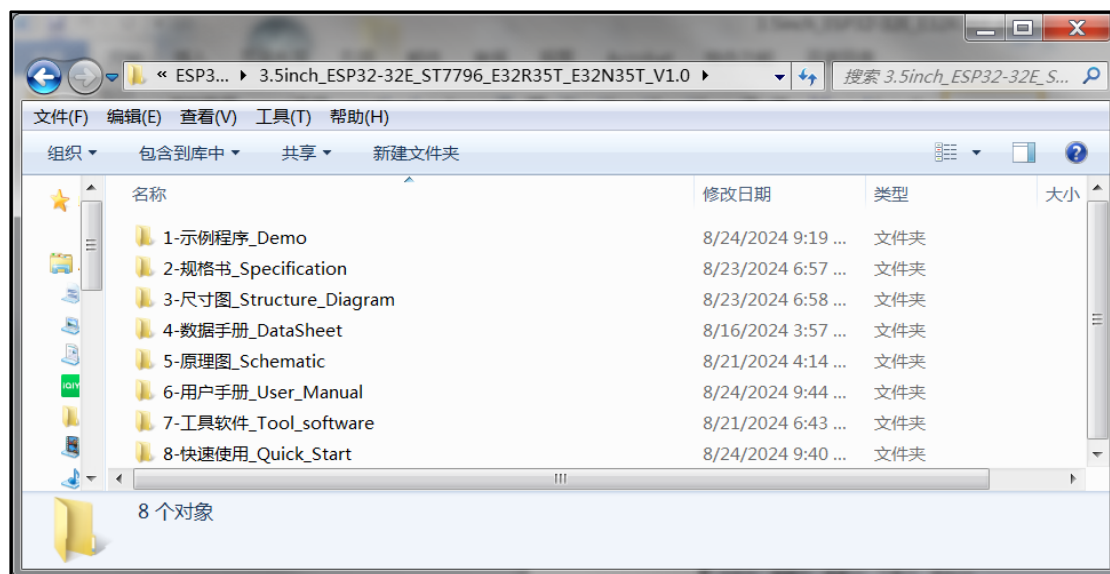 « ESP3... 3.5inch_ESP32-32E_ST7796_E32R35T_E32N35T_V1.0 搜索 3.5inch_ESP32-32E_S...
文件(F) 编辑(E) 查看(V) 工具(T) 帮助(H)
组织 包含到库中 共享 新建文件夹
名称 修改日期 类型 大小
1-示例程序_Demo 8/24/2024 9:19 ... 文件夹
2-规格书_Specification 8/23/2024 6:57 ... 文件夹
3-尺寸图_Structure_Diagram 8/23/2024 6:58 ... 文件夹
4-数据手册_DataSheet 8/16/2024 3:57 ... 文件夹
5-原理图_Schematic 8/21/2024 4:14 ... 文件夹
6-用户手册_User_Manual 8/24/2024 9:44 ... 文件夹
7-工具软件_Tool_software 8/21/2024 6:43 ... 文件夹
8-快速使用_Quick_Start 8/24/2024 9:40 ... 文件夹
8 个对象